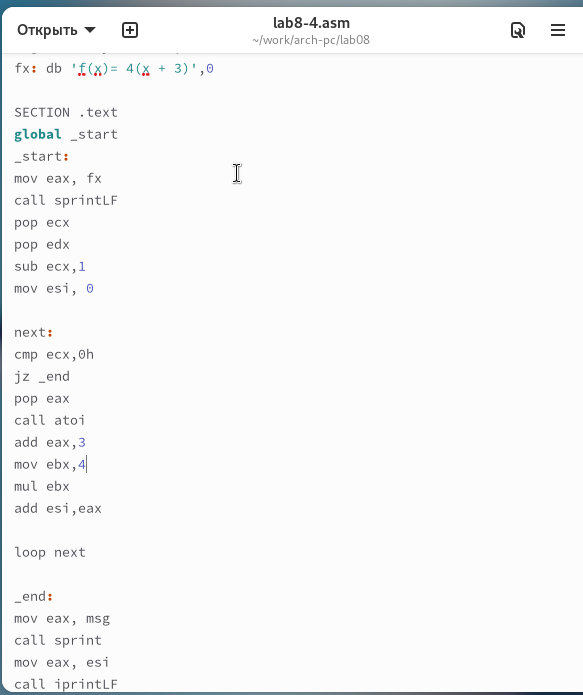 Открыть
lab8-4.asm
~/work/arch-pc/lab08
fx: db 'f(x)= 4(x + 3)',0
SECTION .text
global _start
_start:
mov eax, fx
call sprintLF
pop ecx
pop edx
sub ecx,1
mov esi, 0
next:
cmp ecx,0h
jz _end
pop eax
call atoi
add eax,3
mov ebx,4
mul ebx
add esi,eax
loop next
_end:
mov eax, msg
call sprint
mov eax, esi
call iprintLF